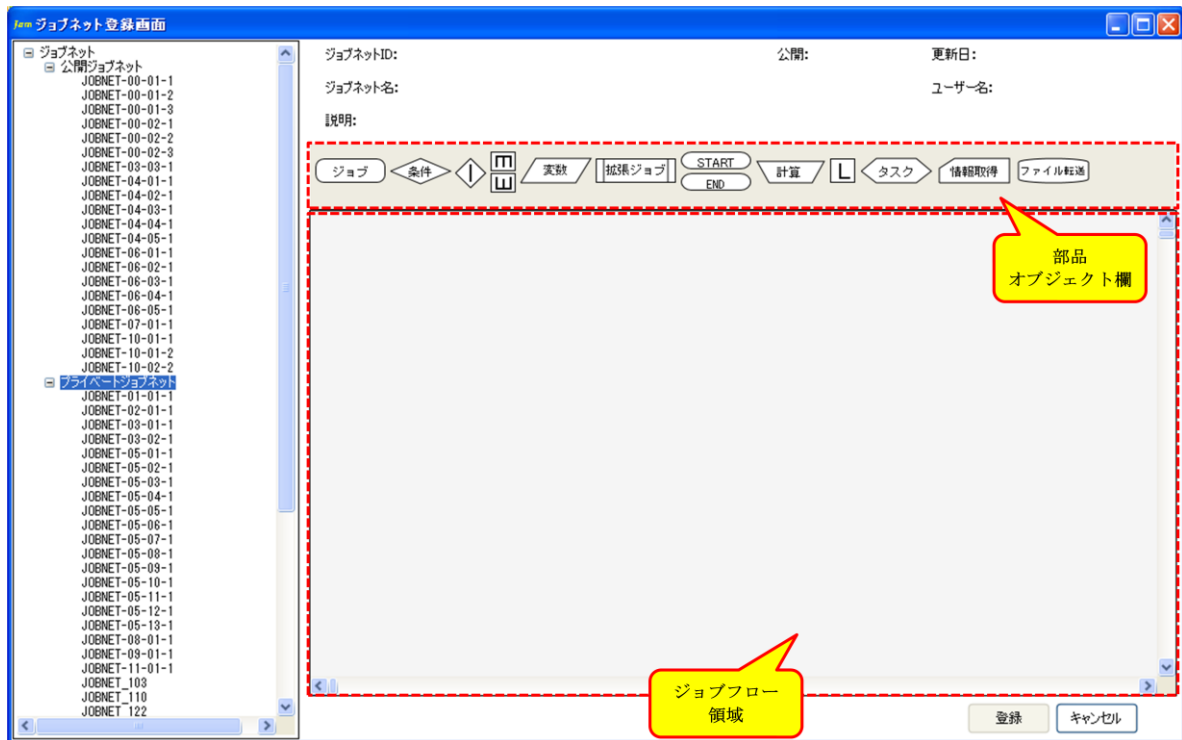 Jam ジョブネット登録画面
ジョブネット
公開ジョブネット
JOBNET-00-01-1
JOBNET-00-01-2
JOBNET-00-01-3
JOBNET-00-02-1
JOBNET-00-02-2
JOBNET-00-02-3
JOBNET-03-03-1
JOBNET-04-01-1
JOBNET-04-02-1
JOBNET-04-03-1
JOBNET-04-04-1
JOBNET-04-05-1
JOBNET-06-01-1
JOBNET-06-02-1
JOBNET-06-03-1
JOBNET-06-04-1
JOBNET-06-05-1
JOBNET-07-01-1
JOBNET-10-01-1
JOBNET-10-01-2
JOBNET-10-02-2
プライベートジョブネット
JOBNET-01-01-1
JOBNET-02-01-1
JOBNET-03-01-1
JOBNET-03-02-1
JOBNET-05-01-1
JOBNET-05-02-1
JOBNET-05-03-1
JOBNET-05-04-1
JOBNET-05-05-1
JOBNET-05-06-1
JOBNET-05-07-1
JOBNET-05-08-1
JOBNET-05-09-1
JOBNET-05-10-1
JOBNET-05-11-1
JOBNET-05-12-1
JOBNET-05-13-1
JOBNET-08-01-1
JOBNET-09-01-1
JOBNET-11-01-1
JOBNET_103
JOBNET_110
JOBNET_122
ジョブネットID: 公開: 更新日:
ジョブネット名: ユーザー名:
説明:
ジョブ 条件 M W 変数 拡張ジョブ START END 計算 L タスク 情報取得 ファイル転送
部品
オブジェクト欄
ジョブフロー
領域
登録 キャンセル